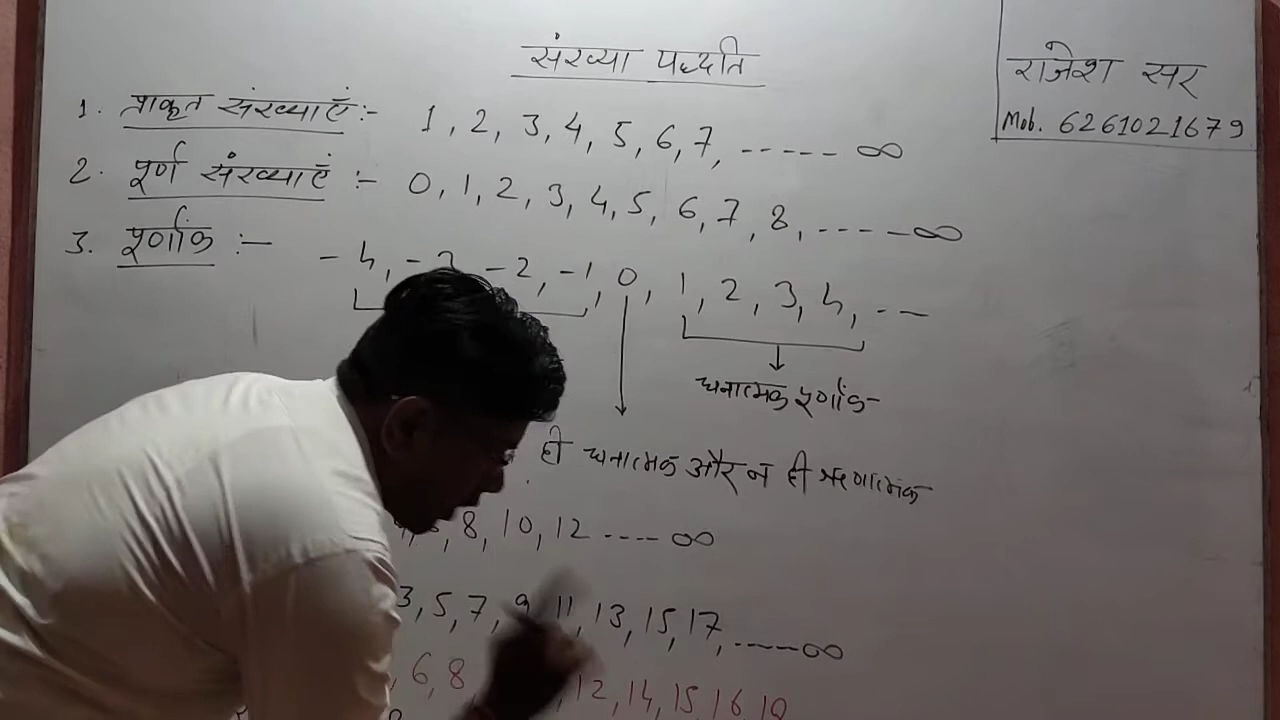 संख्या पद्धति
राजेश सर
Mob. 6261021679
1. प्राकृत संख्याएँ :- 1, 2, 3, 4, 5, 6, 7, ----- ∞
2. पूर्ण संख्याएँ :- 0, 1, 2, 3, 4, 5, 6, 7, 8, ----- ∞
3. पूर्णांक :- - 4, -3 -2, -1, 0, 1, 2, 3, 4, ---
धनात्मक पूर्णांक
ही धनात्मक और न ही ऋणात्मक
8, 10, 12 ---- ∞
3, 5, 7, 9 11, 13, 15, 17, ----- ∞
, 6, 8 12, 14, 15, 16, 18